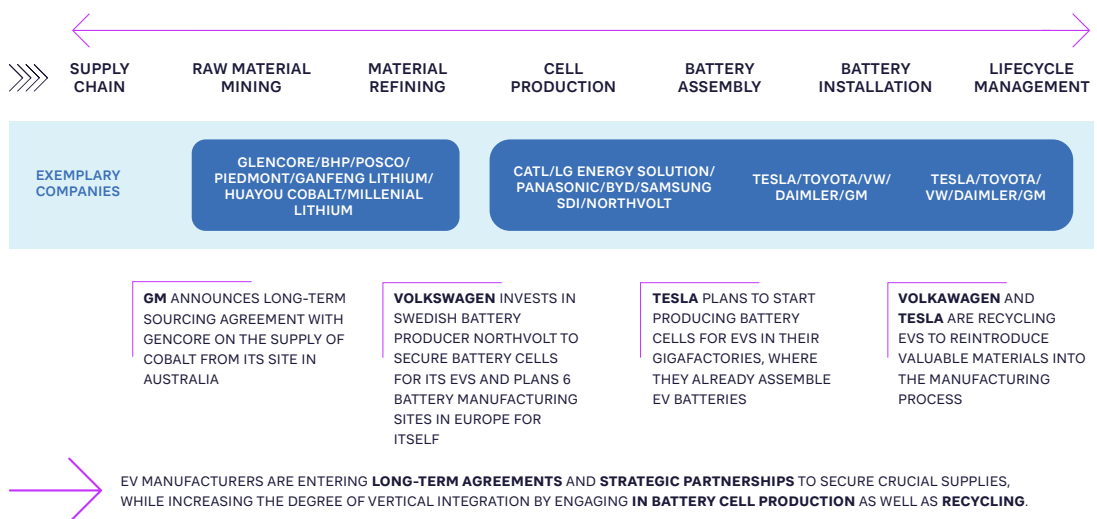 SUPPLY
CHAIN
RAW MATERIAL
MINING
MATERIAL
REFINING
CELL
PRODUCTION
BATTERY
ASSEMBLY
BATTERY
INSTALLATION
LIFECYCLE
MANAGEMENT
EXEMPLARY
COMPANIES
GLENCORE/BHP/POSCO/
PIEDMONT/GANFENG LITHIUM/
HUAYOU COBALT/MILLENIAL
LITHIUM
CATL/LG ENERGY SOLUTION/
PANASONIC/BYD/SAMSUNG
SDI/NORTHVOLT
TESLA/TOYOTA/VW/
DAIMLER/GM
TESLA/TOYOTA/
VW/DAIMLER/GM
GM ANNOUNCES LONG-TERM
SOURCING AGREEMENT WITH
GENCORE ON THE SUPPLY OF
COBALT FROM ITS SITE IN
AUSTRALIA
VOLKSWAGEN INVESTS IN
SWEDISH BATTERY
PRODUCER NORTHVOLT TO
SECURE BATTERY CELLS
FOR ITS EVS AND PLANS 6
BATTERY MANUFACTURING
SITES IN EUROPE FOR
ITSELF
TESLA PLANS TO START
PRODUCING BATTERY
CELLS FOR EVS IN THEIR
GIGAFACTORIES, WHERE
THEY ALREADY ASSEMBLE
EV BATTERIES
VOLKAWAGEN AND
TESLA ARE RECYCLING
EVS TO REINTRODUCE
VALUABLE MATERIALS INTO
THE MANUFACTURING
PROCESS
EV MANUFACTURERS ARE ENTERING LONG-TERM AGREEMENTS AND STRATEGIC PARTNERSHIPS TO SECURE CRUCIAL SUPPLIES,
WHILE INCREASING THE DEGREE OF VERTICAL INTEGRATION BY ENGAGING IN BATTERY CELL PRODUCTION AS WELL AS RECYCLING.